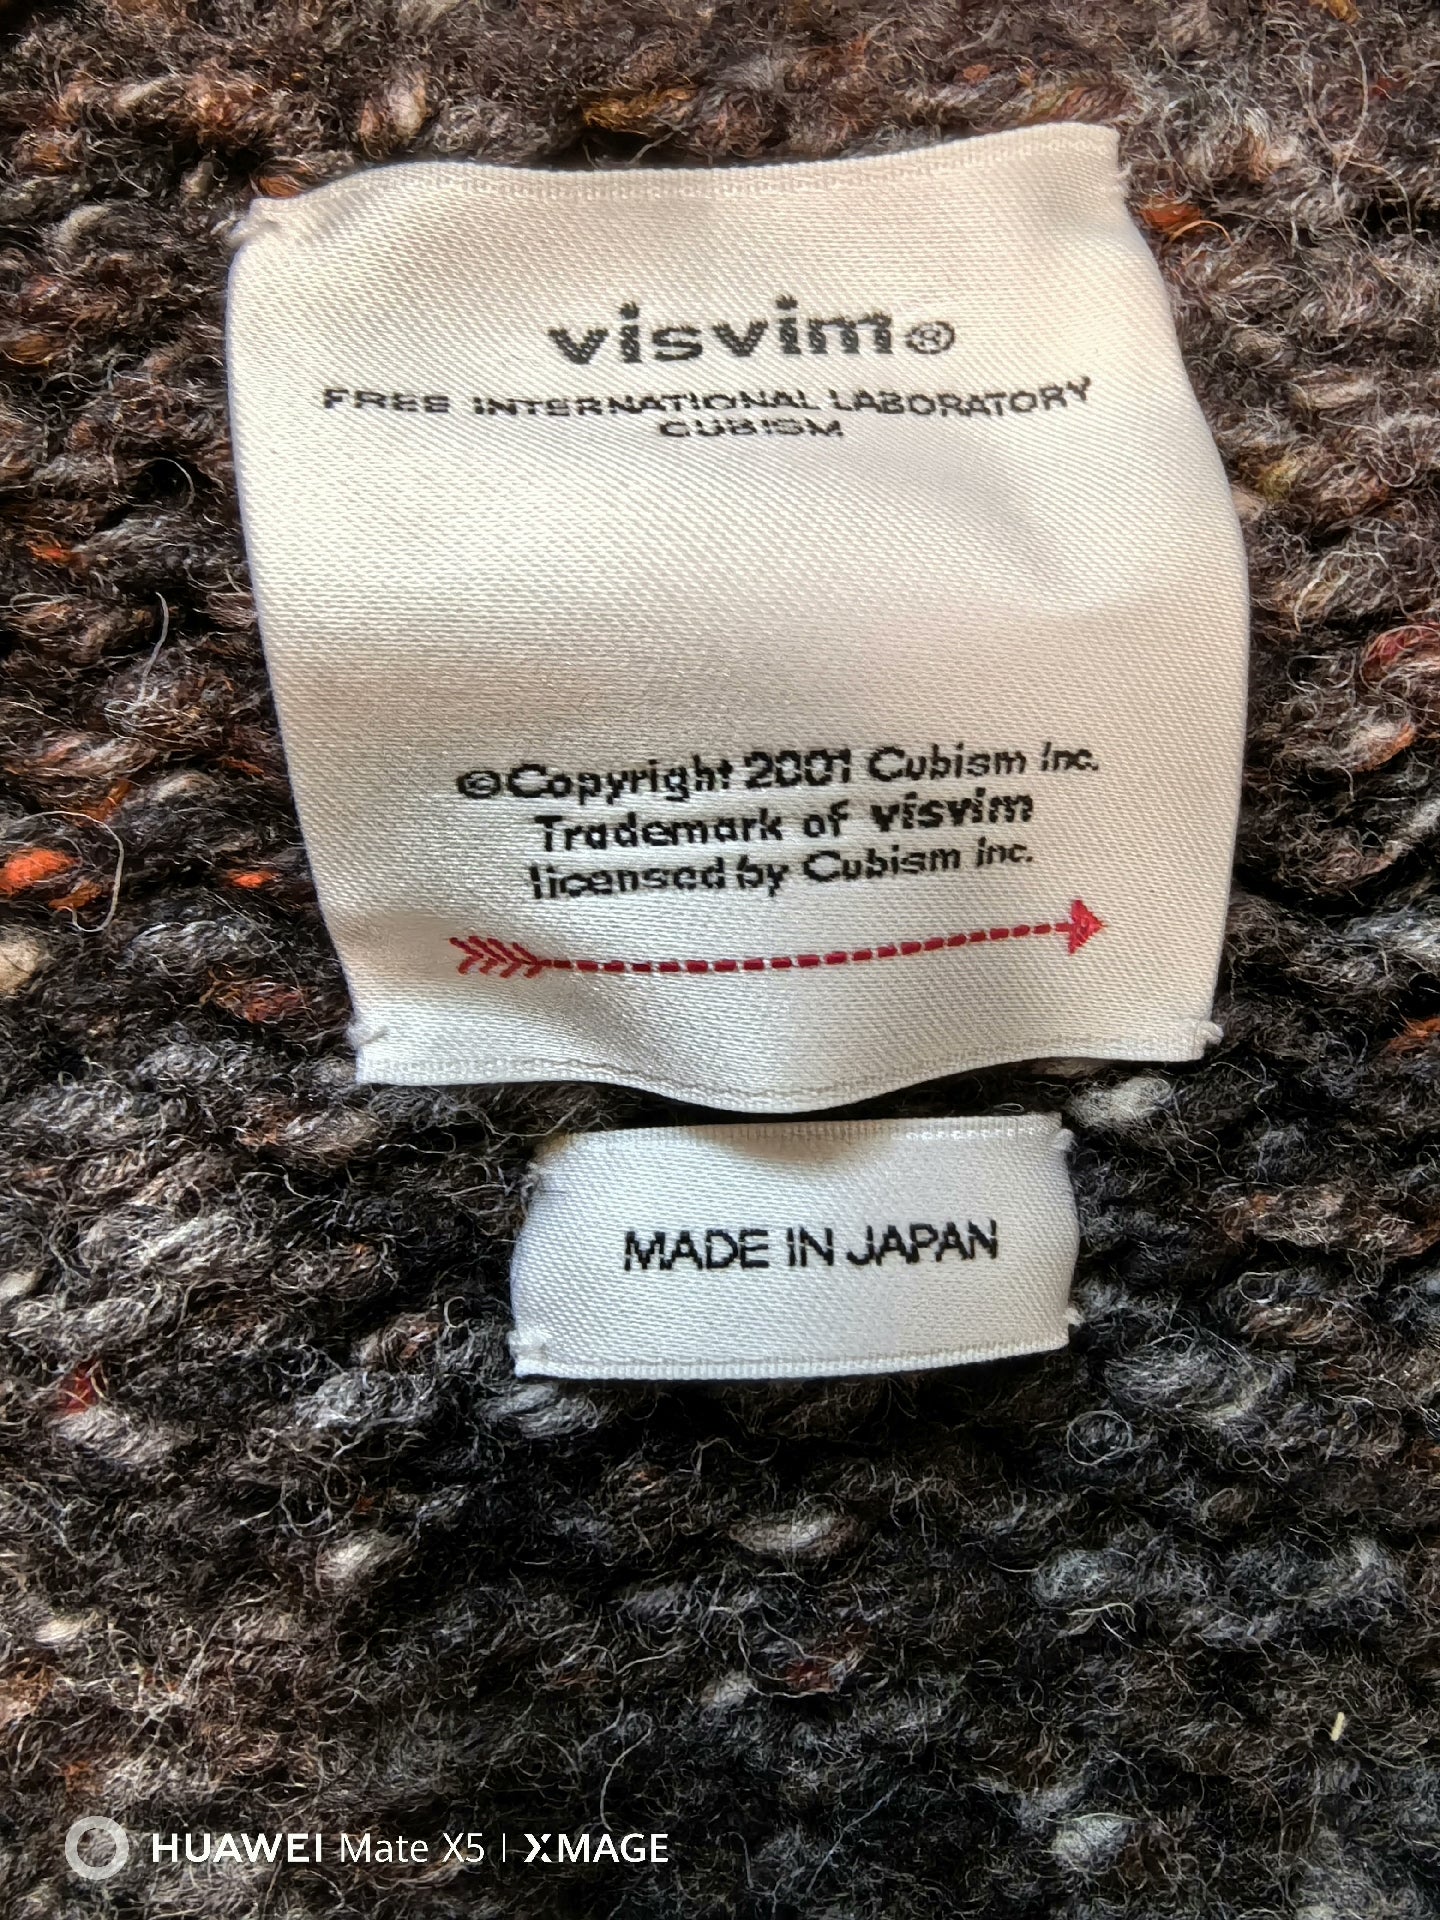 visvim®
FREE INTERNATIONAL LABORATORY
CUBISM
©Copyright 2001 Cubism Inc.
Trademark of visvim
licensed by Cubism Inc.
MADE IN JAPAN
HUAWEI Mate X5 | XMAGE